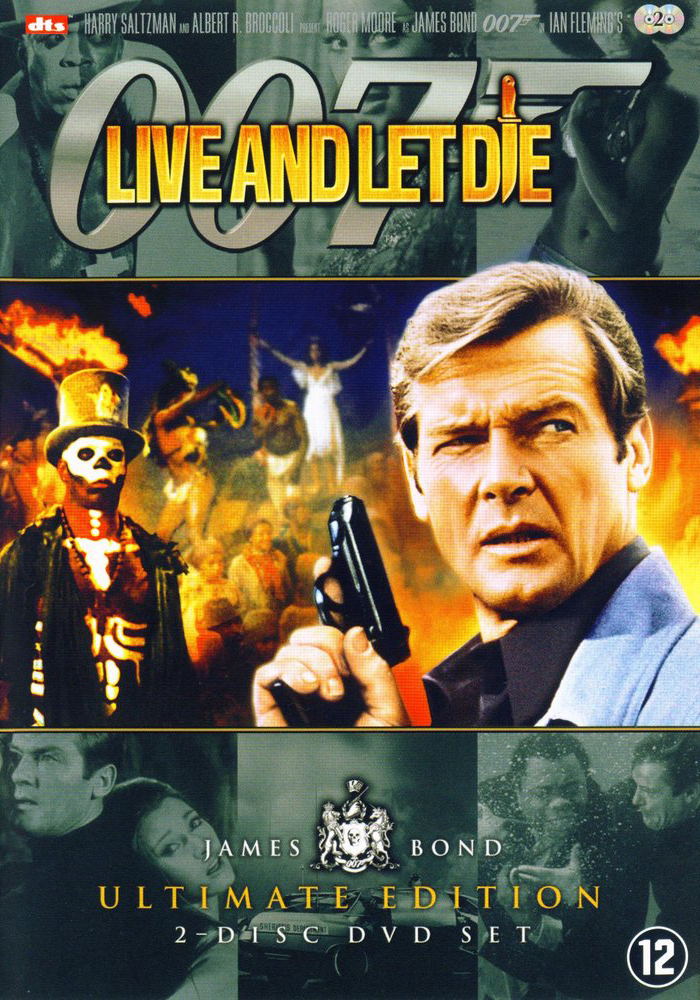 dts
HARRY SALTZMAN AND ALBERT R. BROCCOLI PRESENT ROGER MOORE AS JAMES BOND 007 IN IAN FLEMING'S
2
007
LIVE AND LET DIE
JAMES BOND
007
ULTIMATE EDITION
2-DISC DVD SET
12